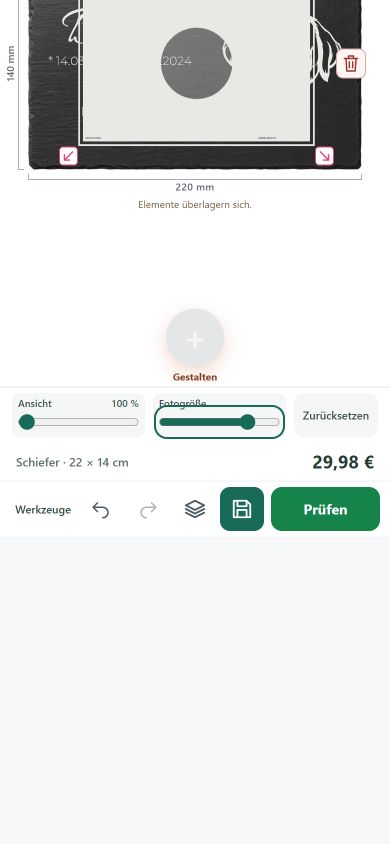 140 mm
* 14.03
.2024
220 mm
Elemente überlagern sich.
Gestalten
Ansicht 100 %
Fotogröße
Zurücksetzen
Schiefer · 22 × 14 cm
29,98 €
Werkzeuge
Prüfen